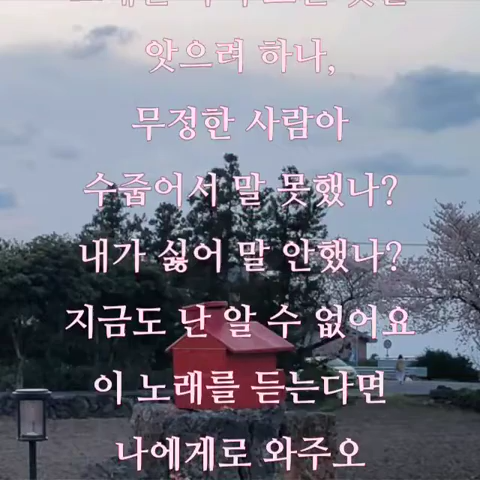 앗으려 하나,
무정한 사람아
수줍어서 말 못했나?
내가 싫어 말 안했나?
지금도 난 알 수 없어요
이 노래를 듣는다면
나에게로 와주오